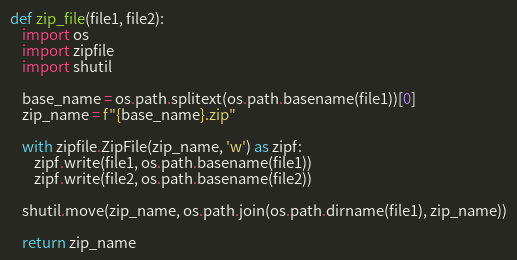 def zip_file(file1, file2):
    import os
    import zipfile
    import shutil

    base_name = os.path.splitext(os.path.basename(file1))[0]
    zip_name = f"{base_name}.zip"

    with zipfile.ZipFile(zip_name, 'w') as zipf:
        zipf.write(file1, os.path.basename(file1))
        zipf.write(file2, os.path.basename(file2))

    shutil.move(zip_name, os.path.join(os.path.dirname(file1), zip_name))

    return zip_name